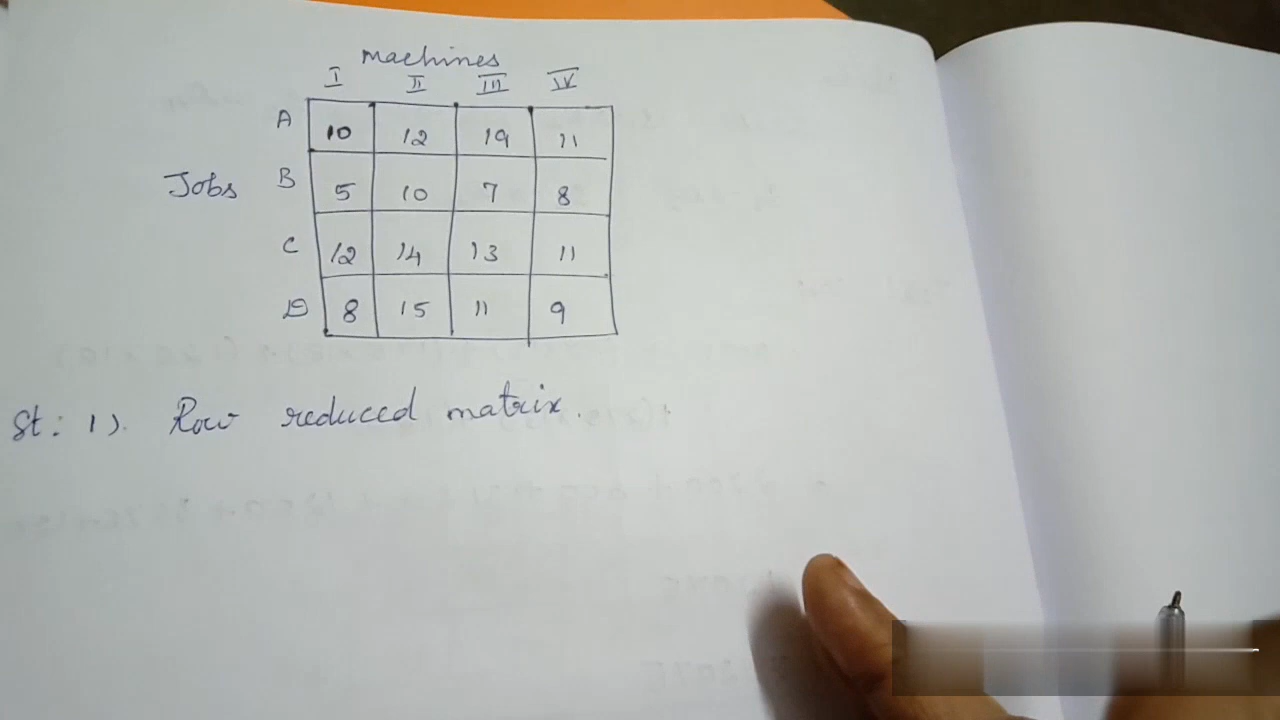 Machines
I II III IV
A 10 12 19 11
Jobs B 5 10 7 8
C 12 14 13 11
D 8 15 11 9
St: 1). Row reduced matrix.